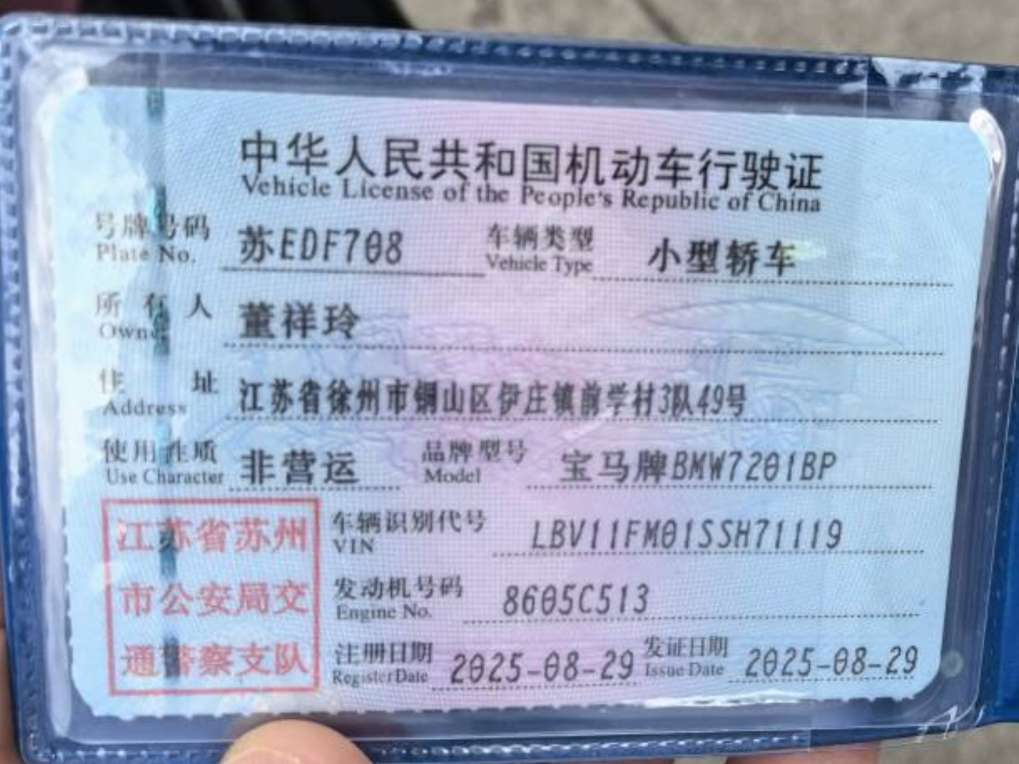 中华人民共和国机动车行驶证
Vehicle License of the People's Republic of China
号牌号码 苏EDF708 车辆类型 小型轿车
Plate No. Vehicle Type
所有人 董祥玲
Owner
住址 江苏省徐州市铜山区伊庄镇前学村3队49号
Address
使用性质 非营运 品牌型号 宝马牌BMW7201BP
Use Character Model
江苏省苏州
市公安局交
通警察支队
车辆识别代号 LBV11FM01SSH71119
VIN
发动机号码 8605C513
Engine No.
注册日期 2025-08-29 发证日期 2025-08-29
Register Date Issue Date